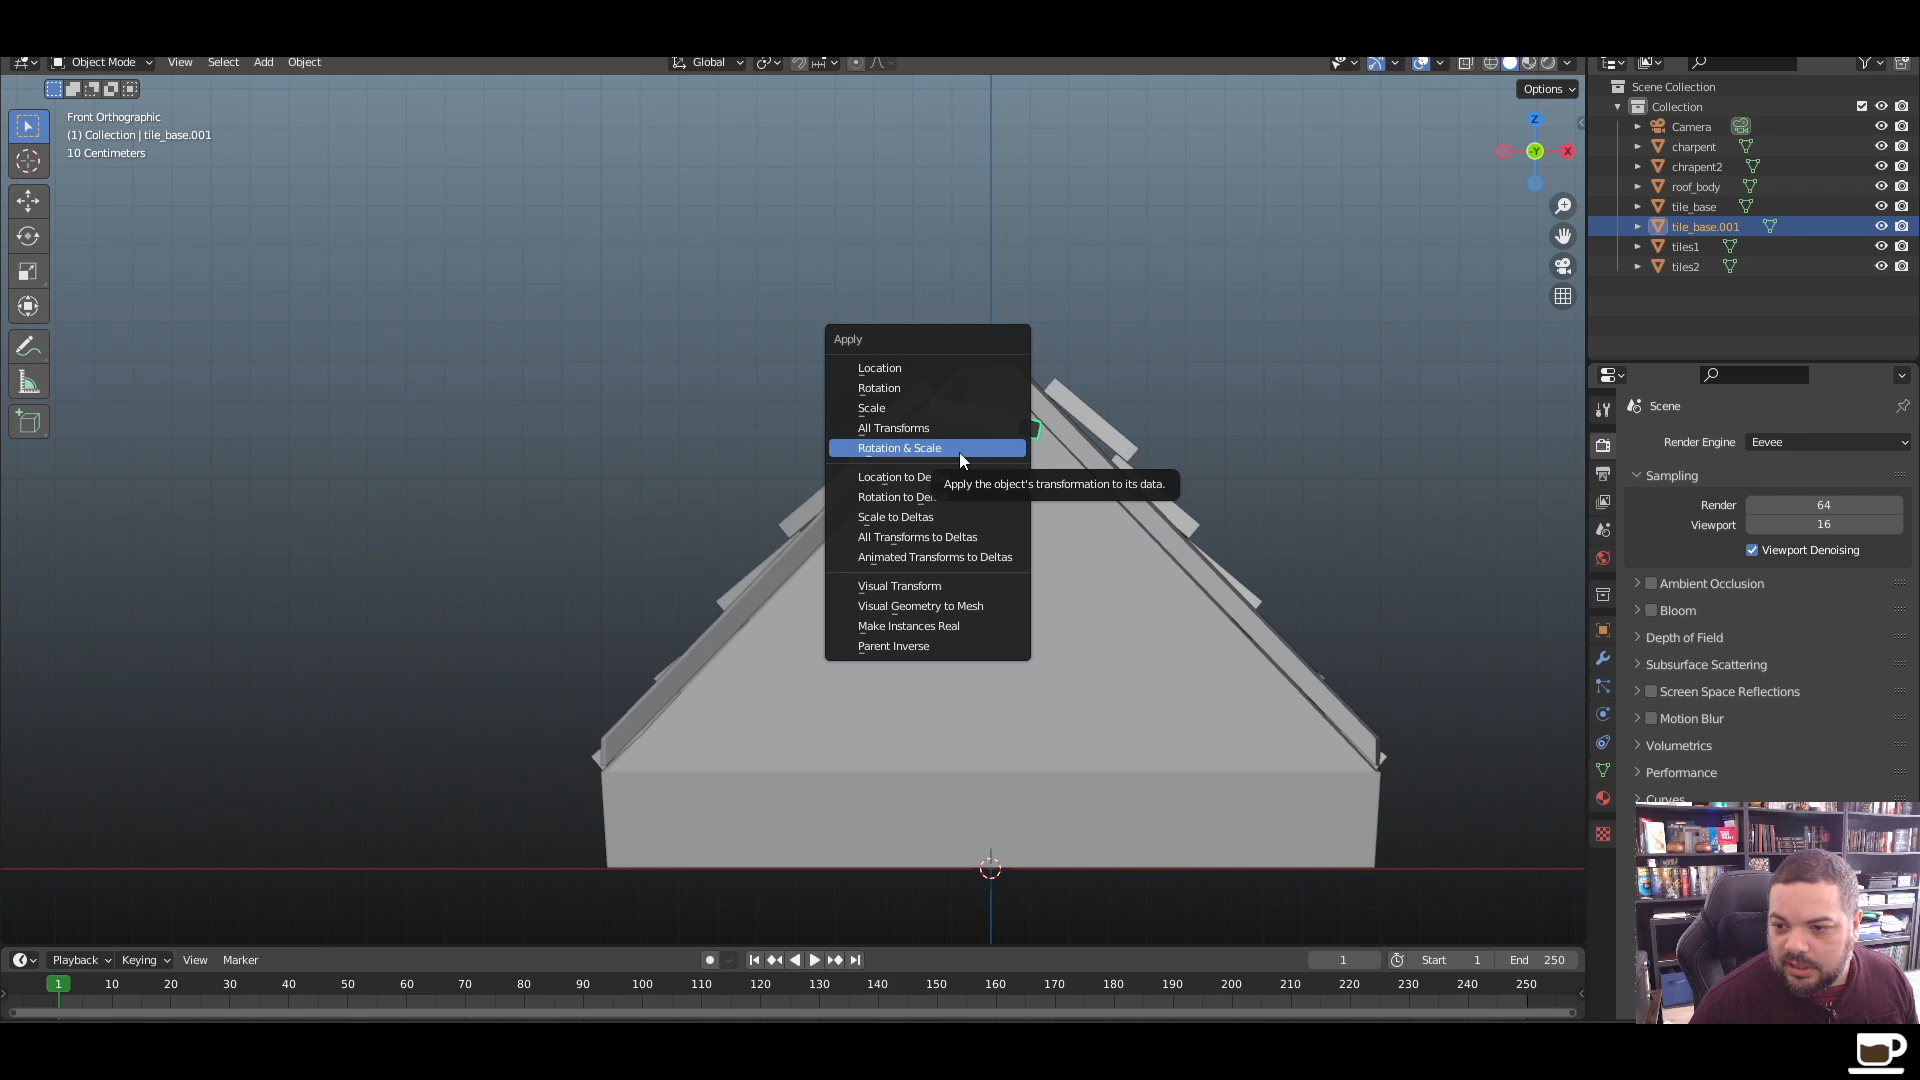 Object Mode
View
Select
Add
Object
Global
Options
Front Orthographic
(1) Collection | tile_base.001
10 Centimeters
Z
-Y
X
Scene Collection
Collection
Camera
charpent
chrapent2
roof_body
tile_base
tile_base.001
tiles1
tiles2
Apply
Location
Rotation
Scale
All Transforms
Rotation & Scale
Location to De
Rotation to Deltas
Scale to Deltas
All Transforms to Deltas
Animated Transforms to Deltas
Visual Transform
Visual Geometry to Mesh
Make Instances Real
Parent Inverse
Apply the object's transformation to its data.
Scene
Render Engine Eevee
Sampling
Render 64
Viewport 16
Viewport Denoising
Ambient Occlusion
Bloom
Depth of Field
Subsurface Scattering
Screen Space Reflections
Motion Blur
Volumetrics
Performance
Curves
Playback
Keying
View
Marker
1
Start 1
End 250
1 10 20 30 40 50 60 70 80 90 100 110 120 130 140 150 160 170 180 190 200 210 220 230 240 250